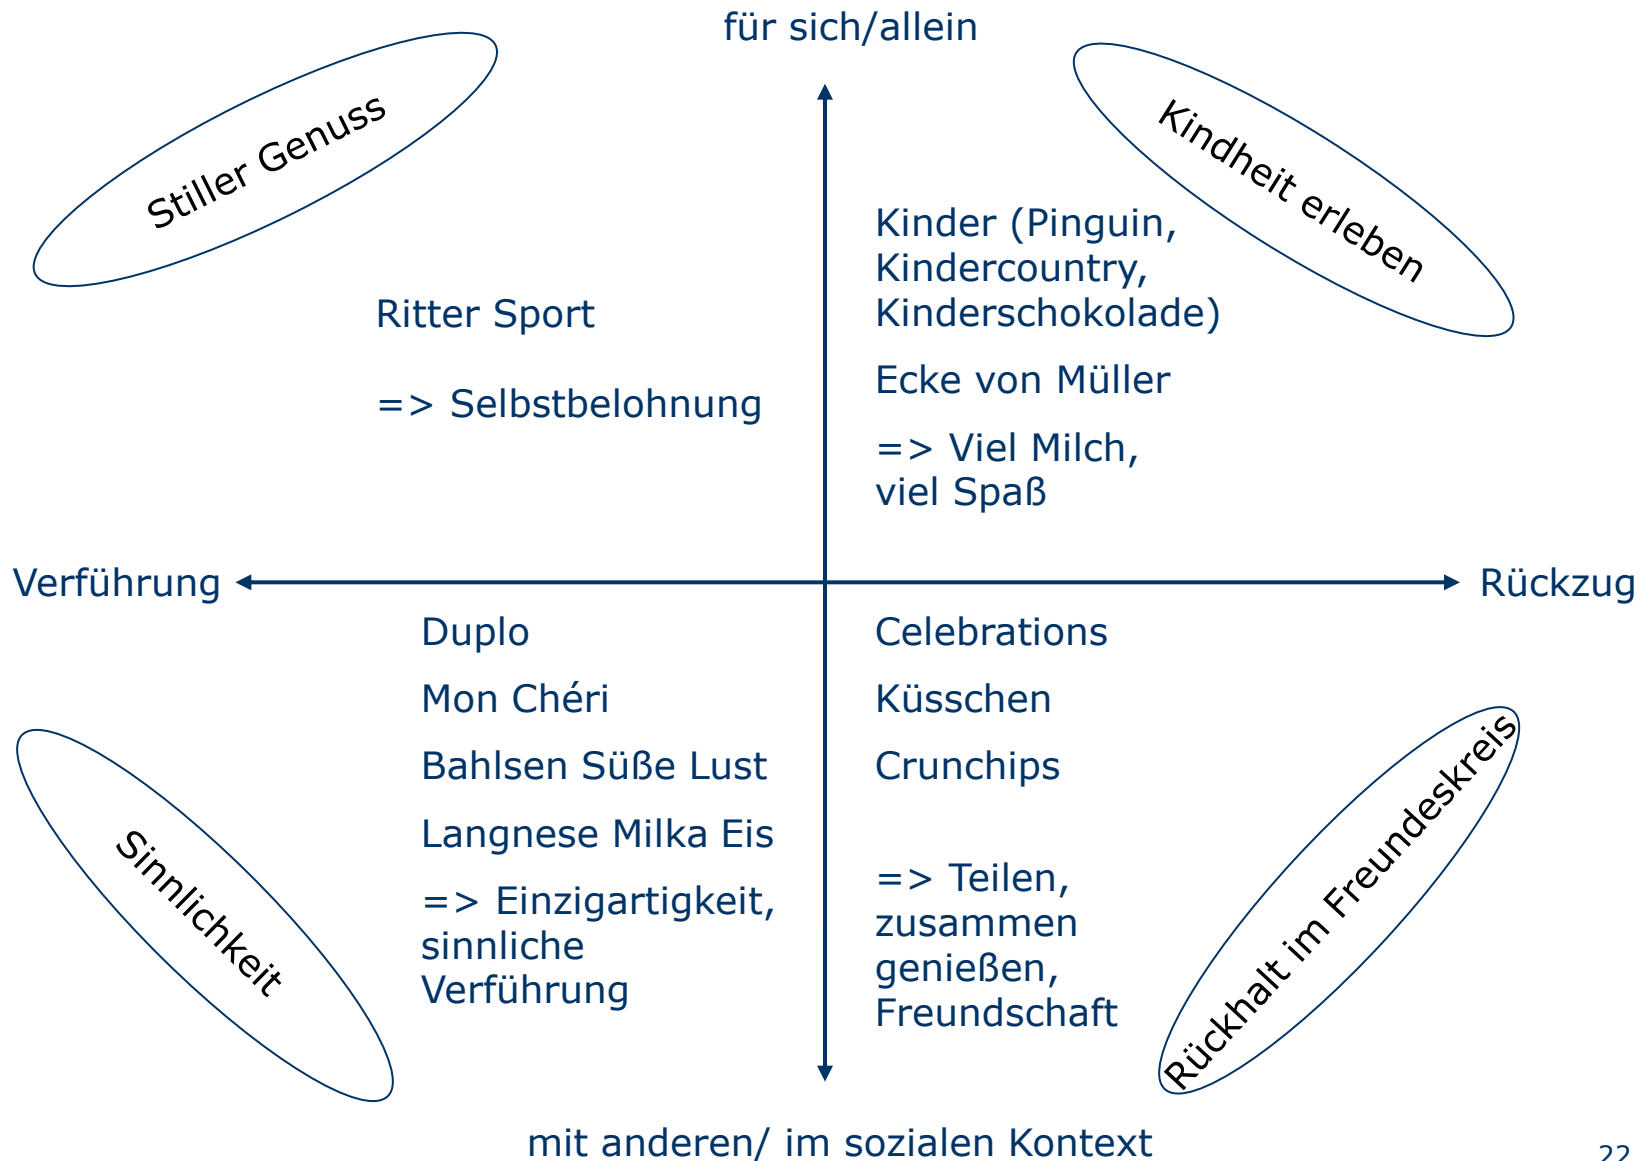 für sich/allein
Stiller Genuss
Kindheit erleben
Ritter Sport
=> Selbstbelohnung
Kinder (Pinguin,
Kindercountry,
Kinderschokolade)
Ecke von Müller
=> Viel Milch,
viel Spaß
Verführung
Rückzug
Duplo
Mon Chéri
Bahlsen Süße Lust
Langnese Milka Eis
=> Einzigartigkeit,
sinnliche
Verführung
Sinnlichkeit
Celebrations
Küsschen
Crunchips
=> Teilen,
zusammen
genießen,
Freundschaft
Rückhalt im Freundeskreis
mit anderen/ im sozialen Kontext
22